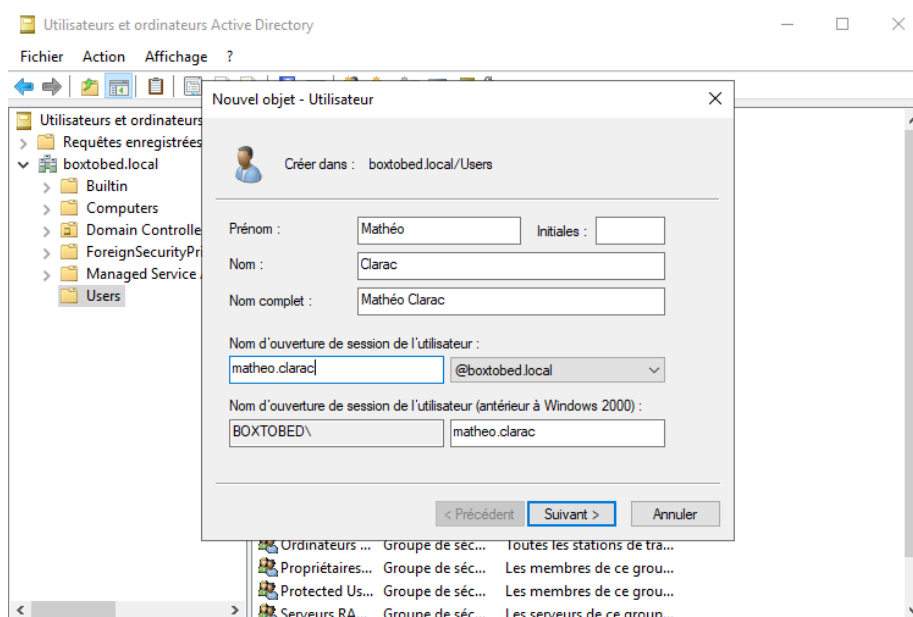 Utilisateurs et ordinateurs Active Directory
Fichier Action Affichage ?
Nouvel objet - Utilisateur
Utilisateurs et ordinateurs
Requêtes enregistrées
boxtobed.local
Builtin
Computers
Domain Controlle
ForeignSecurityPri
Managed Service
Users
Créer dans : boxtobed.local/Users
Prénom : Mathéo Initiales :
Nom : Clarac
Nom complet : Mathéo Clarac
Nom d'ouverture de session de l'utilisateur :
matheo.clarac @boxtobed.local
Nom d'ouverture de session de l'utilisateur (antérieur à Windows 2000) :
BOXTOBED\ matheo.clarac
< Précédent Suivant > Annuler
Ordinateurs ... Groupe de séc... Toutes les stations de tra...
Propriétaires... Groupe de séc... Les membres de ce grou...
Protected Us... Groupe de séc... Les membres de ce grou...
Serveurs RA... Groupe de séc... Les serveurs de ce group...